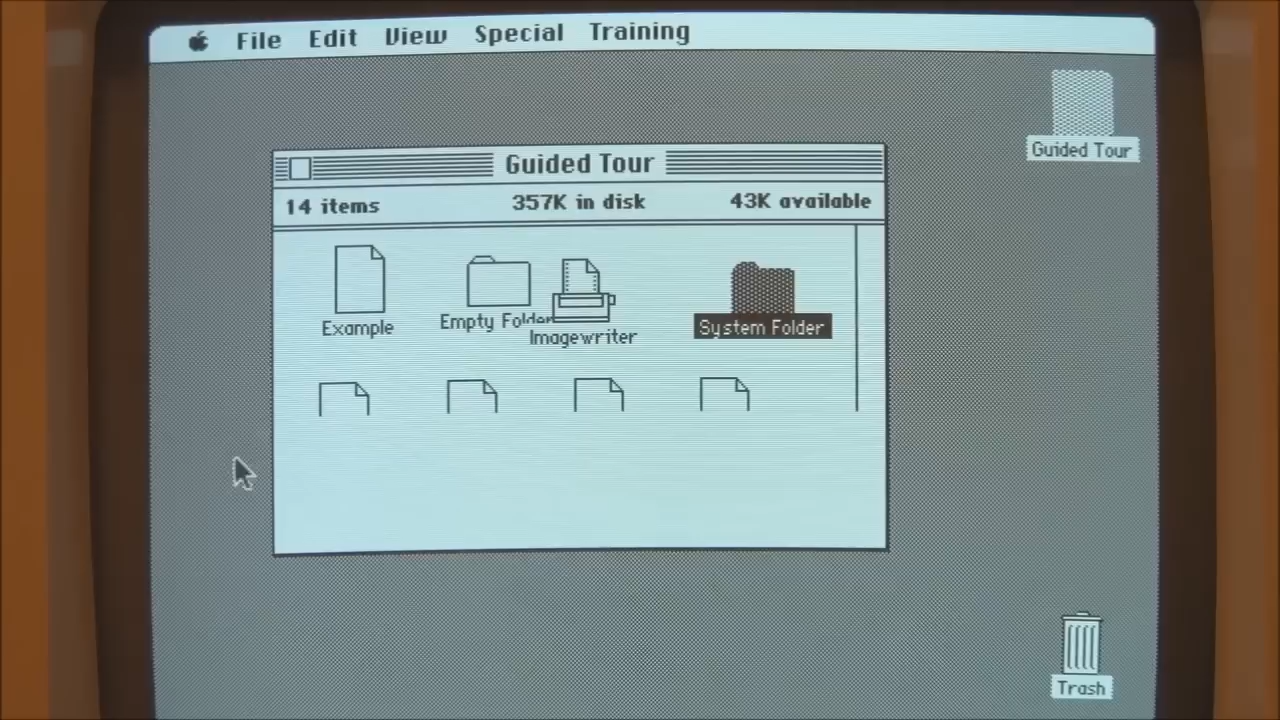 File Edit View Special Training
Guided Tour
Guided Tour
14 items 357K in disk 43K available
Example
Empty Folder
Imagewriter
System Folder
Trash